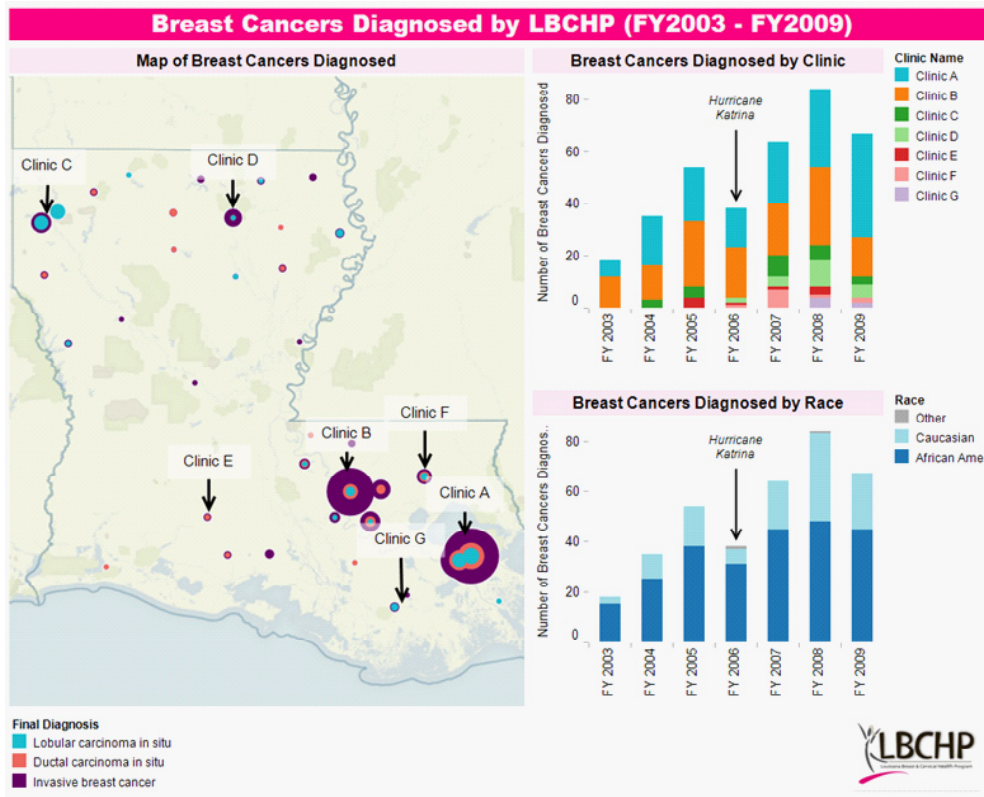 Breast Cancers Diagnosed by LBCHP (FY2003 - FY2009)
Map of Breast Cancers Diagnosed
Clinic C
Clinic D
Clinic F
Clinic B
Clinic E
Clinic A
Clinic G
Final Diagnosis
Lobular carcinoma in situ
Ductal carcinoma in situ
Invasive breast cancer
Breast Cancers Diagnosed by Clinic
Number of Breast Cancers Diagnosed
80
60
40
20
0
Hurricane
Katrina
FY 2003
FY 2004
FY 2005
FY 2006
FY 2007
FY 2008
FY 2009
Clinic Name
Clinic A
Clinic B
Clinic C
Clinic D
Clinic E
Clinic F
Clinic G
Breast Cancers Diagnosed by Race
Number of Breast Cancers Diagnos..
80
60
40
20
0
Hurricane
Katrina
FY 2003
FY 2004
FY 2005
FY 2006
FY 2007
FY 2008
FY 2009
Race
Other
Caucasian
African Ame
LBCHP
Louisiana Breast & Cervical Health Program